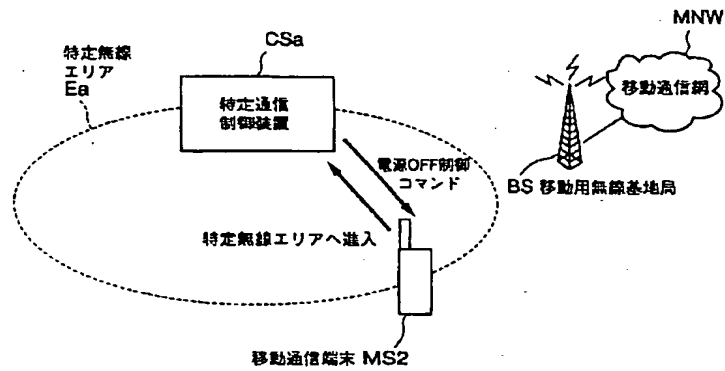 CSa
MNW
特定無線
エリア
Ea
特定通信
制御装置
移動通信網
電源OFF制御
コマンド
BS 移動用無線基地局
特定無線エリアへ進入
移動通信端末 MS2